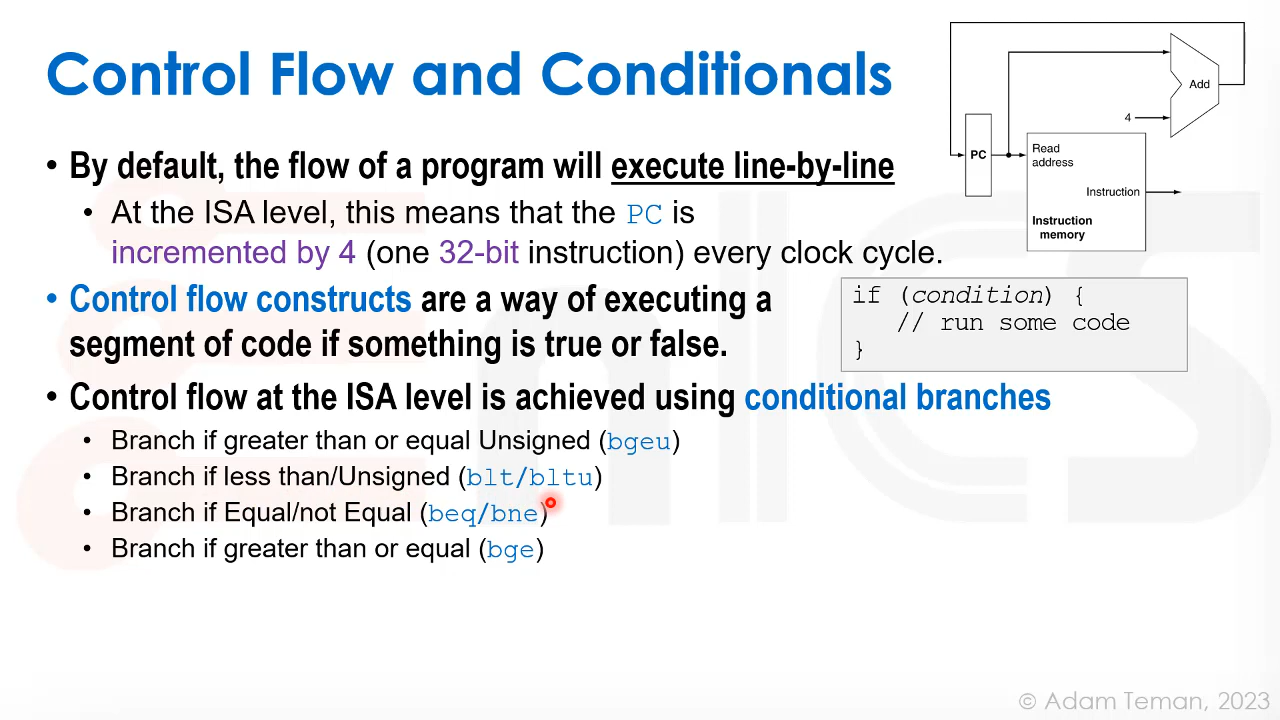 Control Flow and Conditionals
• By default, the flow of a program will execute line-by-line
• At the ISA level, this means that the PC is
incremented by 4 (one 32-bit instruction) every clock cycle.
• Control flow constructs are a way of executing a
segment of code if something is true or false.
• Control flow at the ISA level is achieved using conditional branches
• Branch if greater than or equal Unsigned (bgeu)
• Branch if less than/Unsigned (blt/bltu)
• Branch if Equal/not Equal (beq/bne)
• Branch if greater than or equal (bge)
Add
4
PC
Read
address
Instruction
Instruction
memory
if (condition) {
// run some code
}
nics
© Adam Teman, 2023